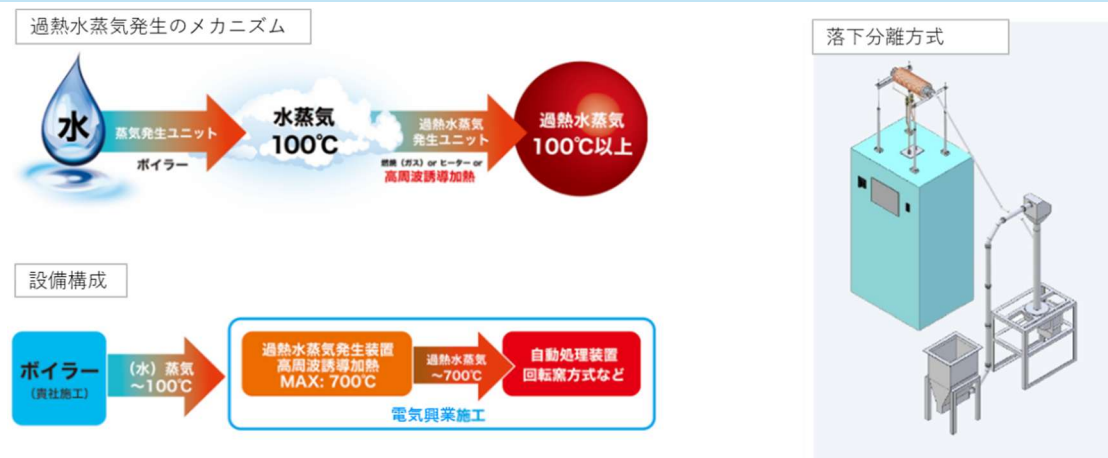 過熱水蒸気発生のメカニズム
水
蒸気発生ユニット
ボイラー
水蒸気
100℃
過熱水蒸気
発生ユニット
燃焼（ガス）or ヒーター or
高周波誘導加熱
過熱水蒸気
100℃以上
落下分離方式
設備構成
ボイラー
（貴社施工）
（水）蒸気
～100℃
過熱水蒸気発生装置
高周波誘導加熱
MAX: 700℃
過熱水蒸気
～700℃
自動処理装置
回転窯方式など
電気興業施工